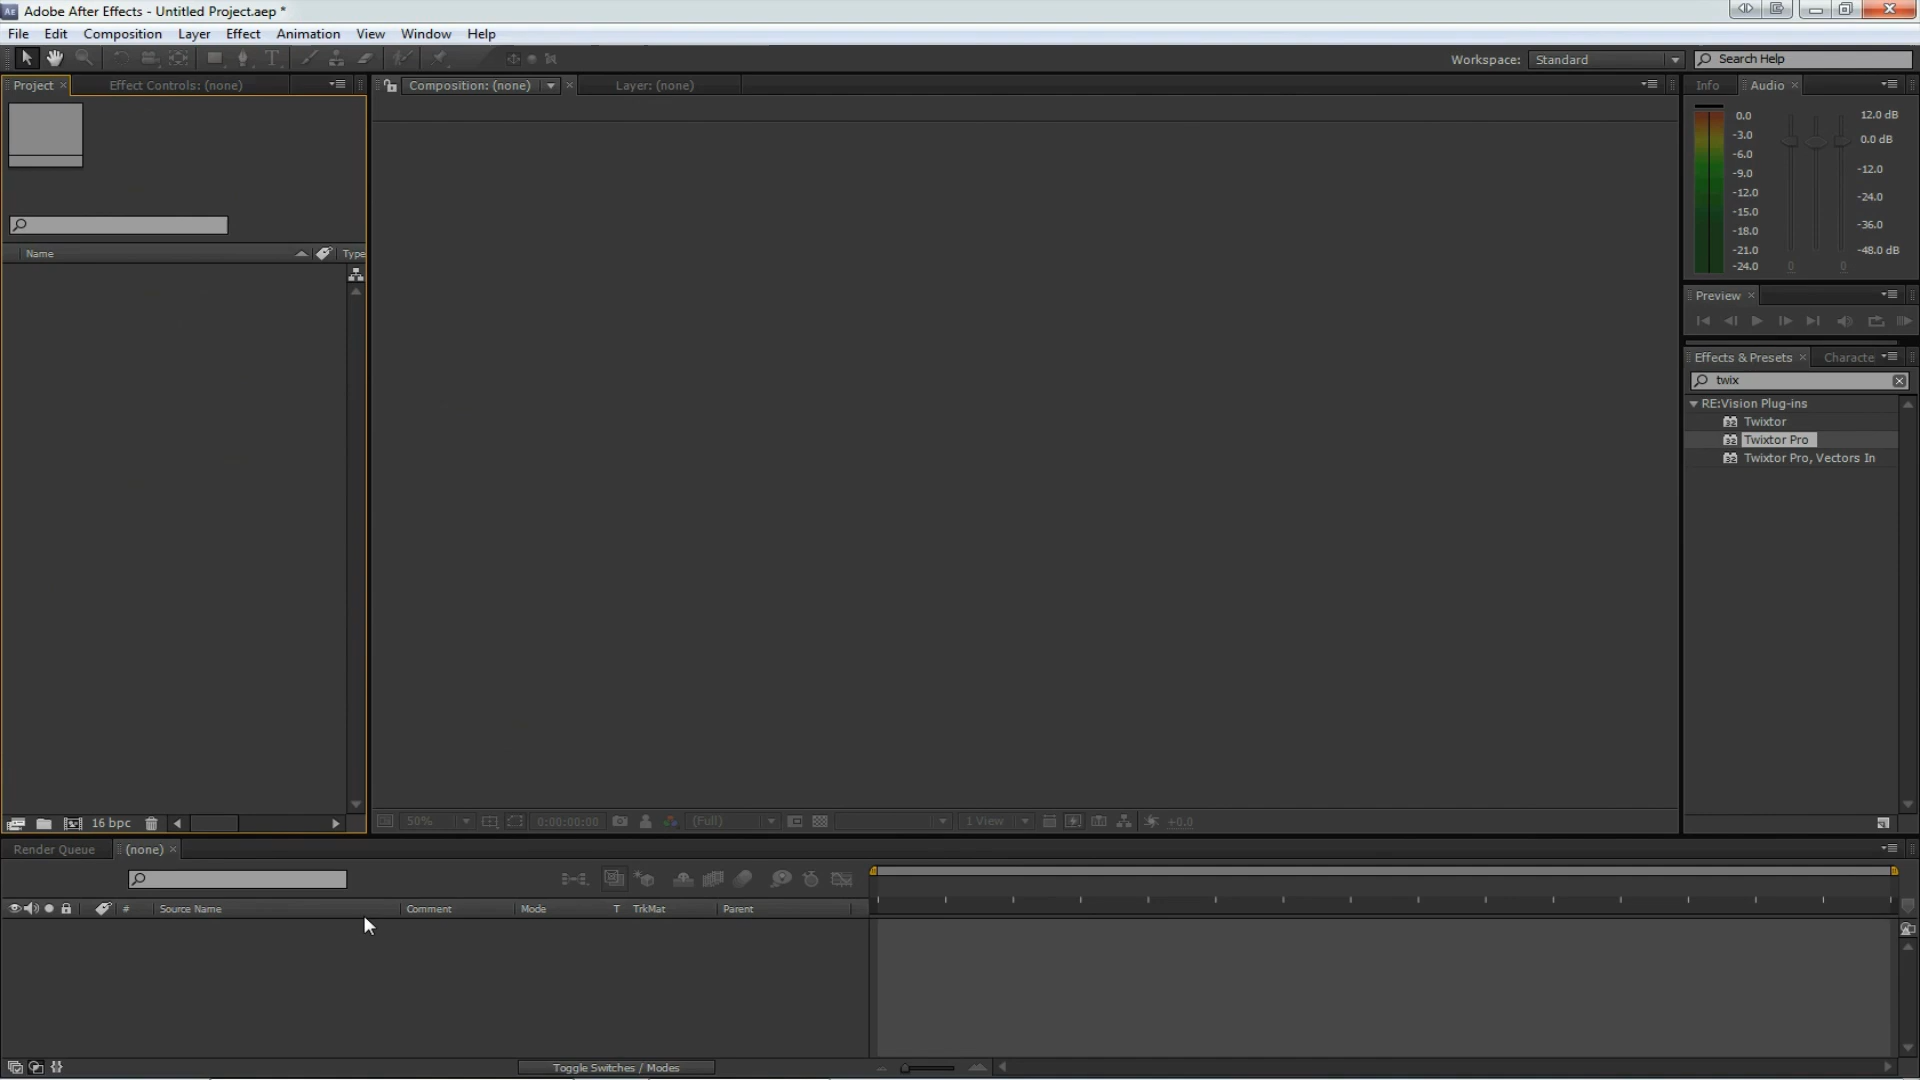 Adobe After Effects - Untitled Project.aep *
File Edit Composition Layer Effect Animation View Window Help
Workspace: Standard Search Help
Project Effect Controls: (none) Composition: (none) Layer: (none) Info Audio
0.0 12.0 dB
-3.0 0.0 dB
-6.0
-9.0 -12.0
-12.0 -24.0
-15.0
-18.0 -36.0
-21.0 -48.0 dB
-24.0 0 0
Name Type
Preview
Effects & Presets Characte
twix
RE:Vision Plug-ins
32 Twixtor
32 Twixtor Pro
32 Twixtor Pro, Vectors In
16 bpc 50% 0:00:00:00 (Full) 1 View +0.0
Render Queue (none)
# Source Name Comment Mode T TrkMat Parent
Toggle Switches / Modes